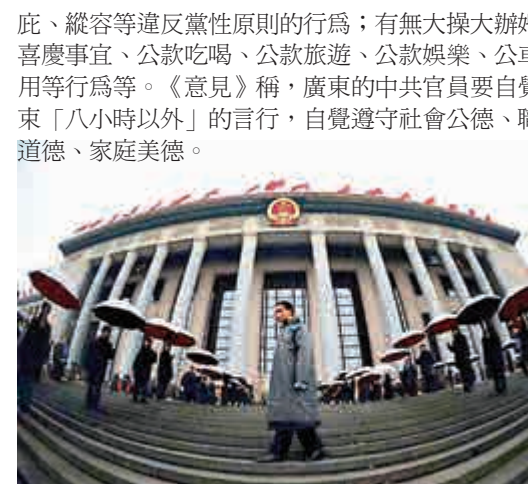 庇、縱容等違反黨性原則的行爲；有無大操大辦
喜慶事宜、公款吃喝、公款旅遊、公款娛樂、公
用等行爲等。《意見》稱，廣東的中共官員要自覺
束「八小時以外」的言行，自覺遵守社會公德、
道德、家庭美德。